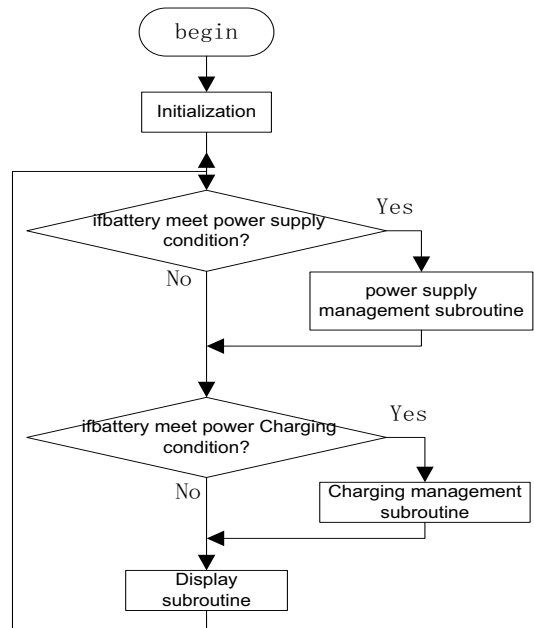 begin
Initialization
ifbattery meet power supply
condition?
Yes
No
power supply
management subroutine
ifbattery meet power Charging
condition?
Yes
No
Charging management
subroutine
Display
subroutine